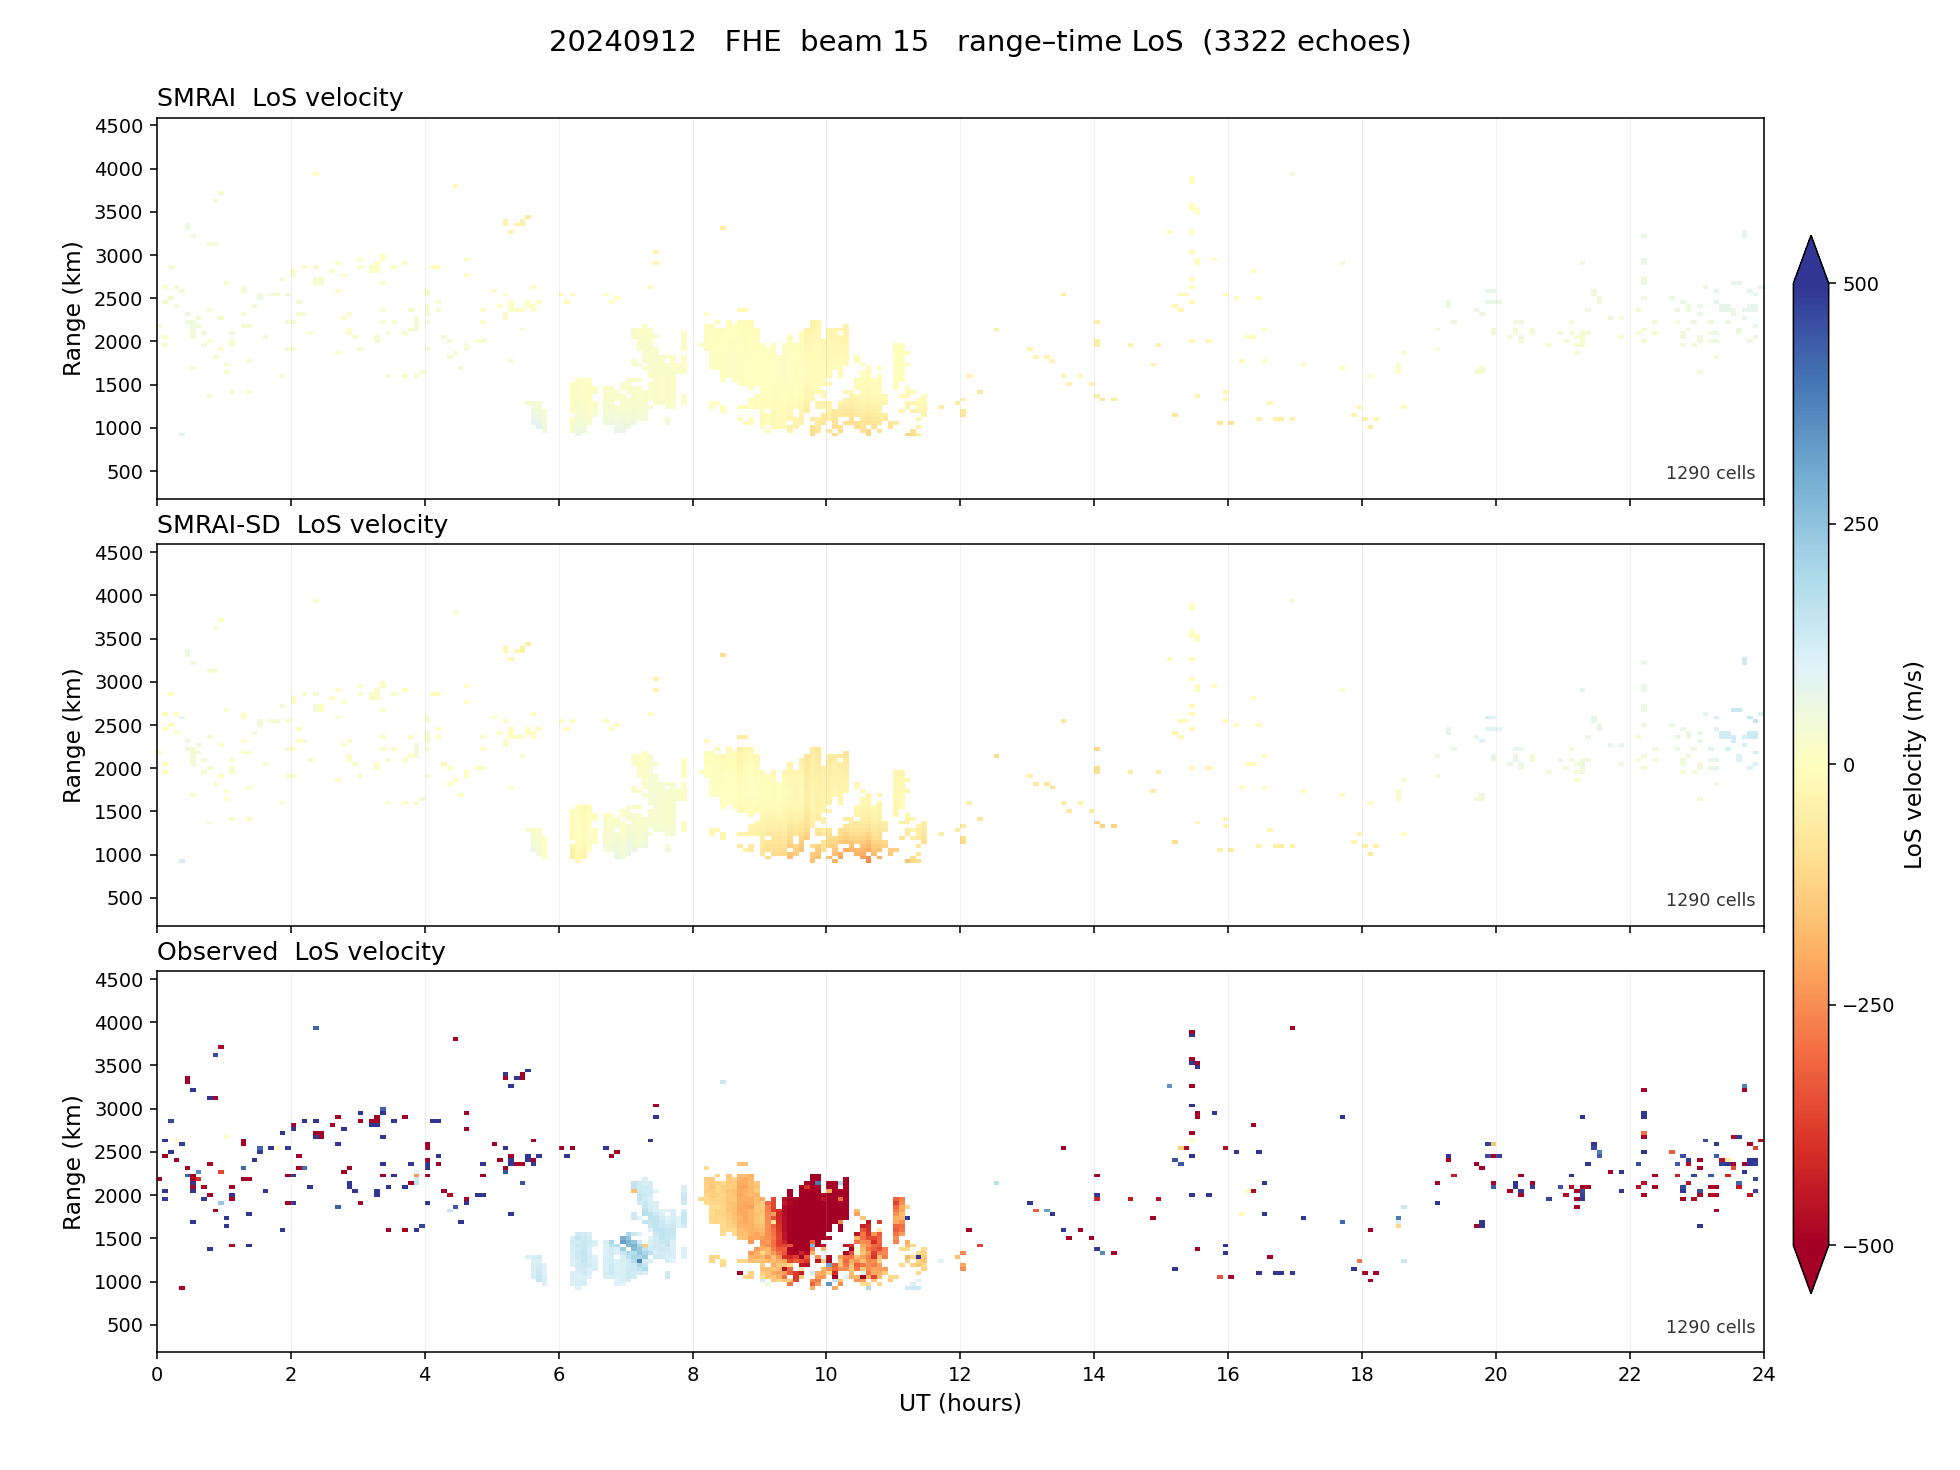 20240912   FHE  beam 15   range–time LoS  (3322 echoes)
SMRAI  LoS velocity
4500
4000
3500
3000
2500
2000
1500
1000
500
Range (km)
1290 cells
SMRAI-SD  LoS velocity
4500
4000
3500
3000
2500
2000
1500
1000
500
Range (km)
1290 cells
Observed  LoS velocity
4500
4000
3500
3000
2500
2000
1500
1000
500
Range (km)
1290 cells
0 2 4 6 8 10 12 14 16 18 20 22 24
UT (hours)
500
250
0
−250
−500
LoS velocity (m/s)